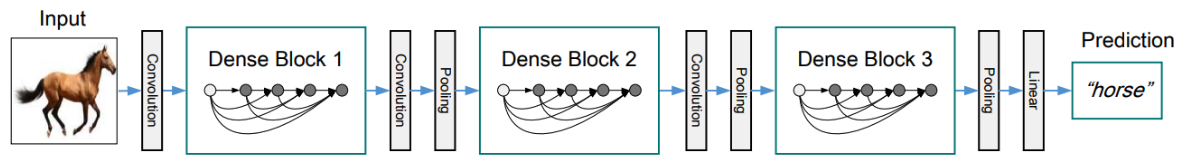 Input
Convolution
Dense Block 1
Convolution
Pooling
Dense Block 2
Convolution
Pooling
Dense Block 3
Pooling
Linear
Prediction
“horse”